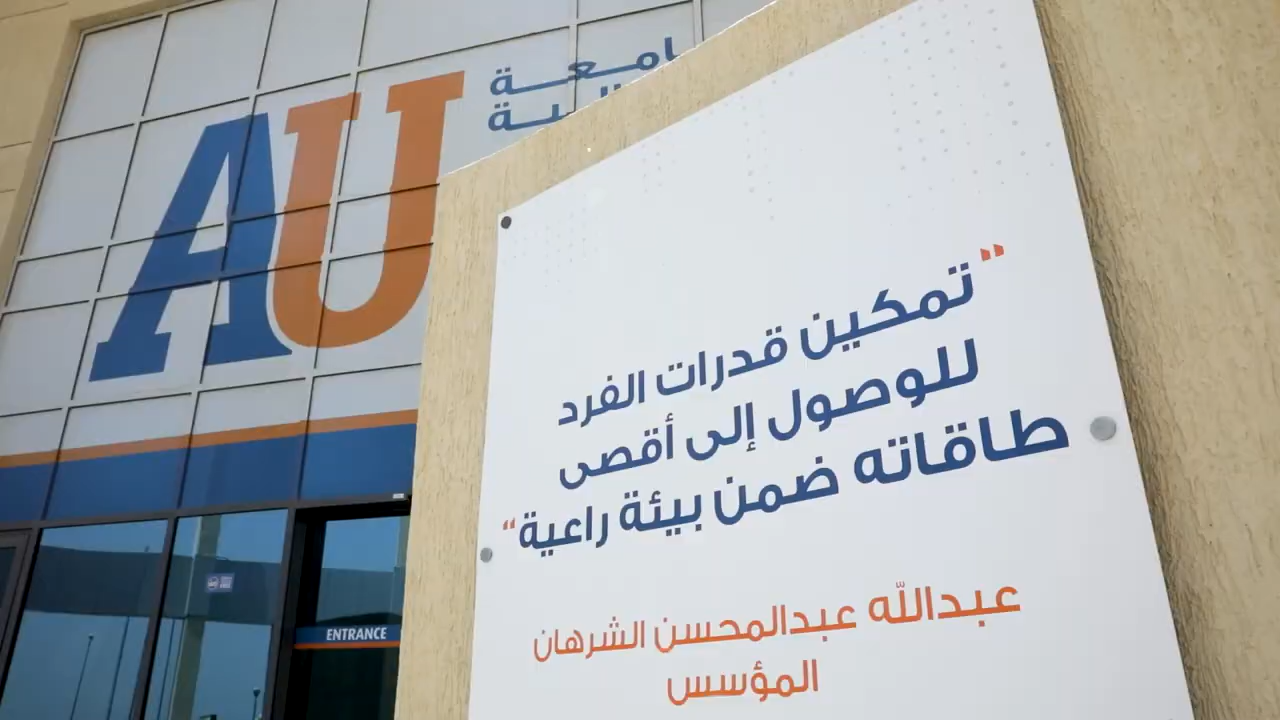 AU
”تمكين قدرات الفرد
للوصول إلى أقصى
طاقاته ضمن بيئة راعية“
عبدالله عبدالمحسن الشرهان
المؤسس
ENTRANCE